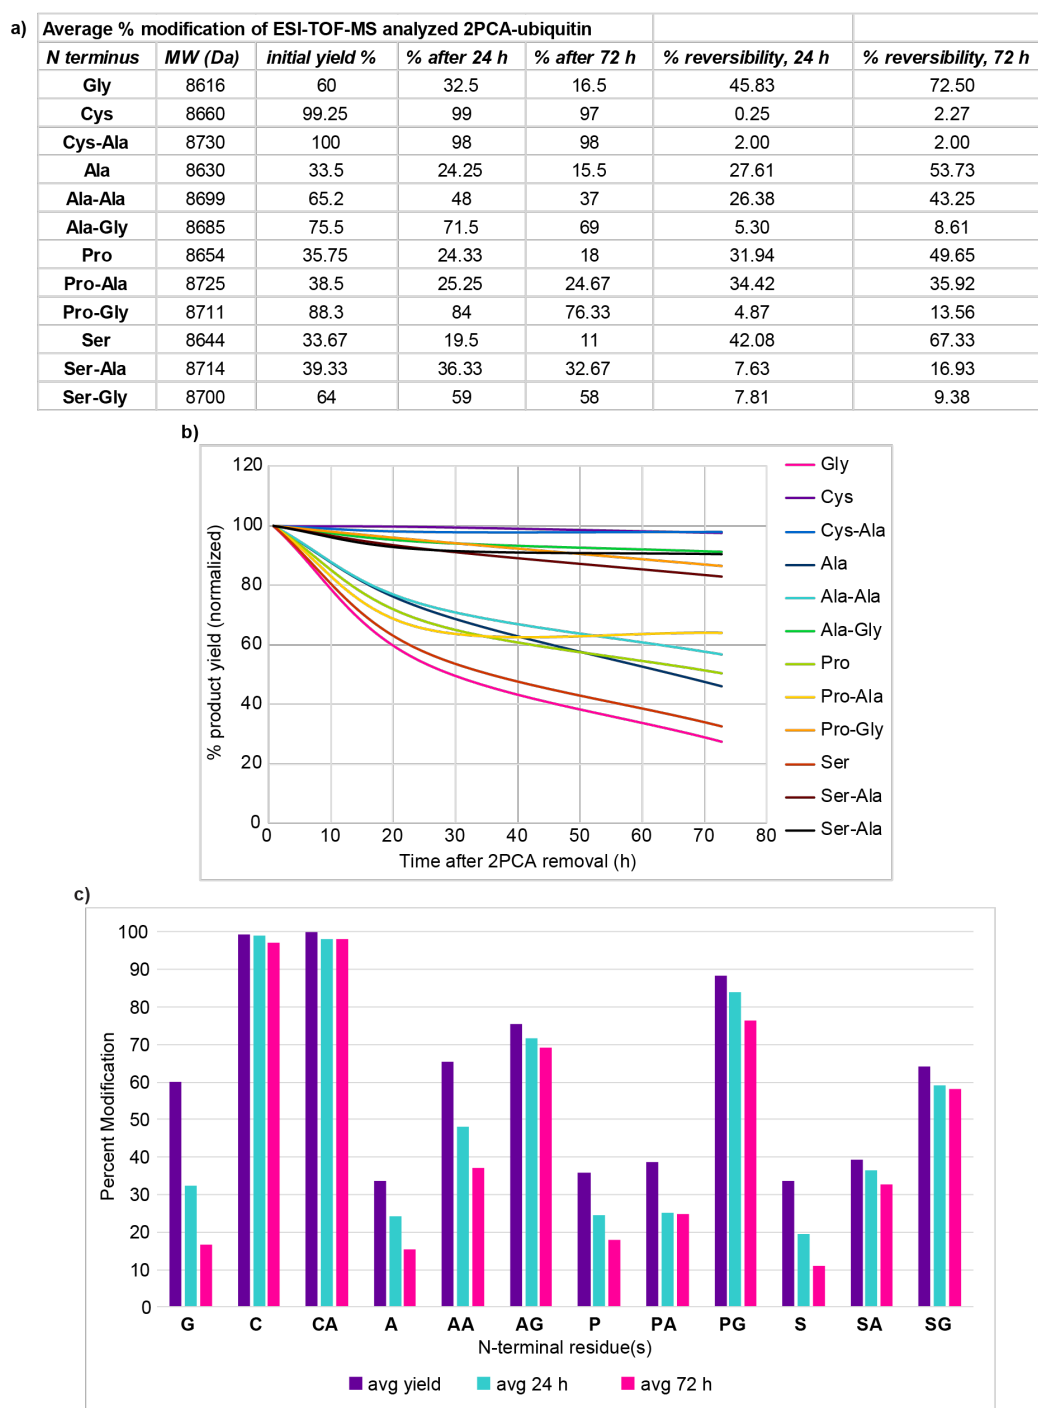 a)
Average % modification of ESI-TOF-MS analyzed 2PCA-ubiquitin
N terminus MW (Da) initial yield % % after 24 h % after 72 h % reversibility, 24 h % reversibility, 72 h
Gly 8616 60 32.5 16.5 45.83 72.50
Cys 8660 99.25 99 97 0.25 2.27
Cys-Ala 8730 100 98 98 2.00 2.00
Ala 8630 33.5 24.25 15.5 27.61 53.73
Ala-Ala 8699 65.2 48 37 26.38 43.25
Ala-Gly 8685 75.5 71.5 69 5.30 8.61
Pro 8654 35.75 24.33 18 31.94 49.65
Pro-Ala 8725 38.5 25.25 24.67 34.42 35.92
Pro-Gly 8711 88.3 84 76.33 4.87 13.56
Ser 8644 33.67 19.5 11 42.08 67.33
Ser-Ala 8714 39.33 36.33 32.67 7.63 16.93
Ser-Gly 8700 64 59 58 7.81 9.38
b)
% product yield (normalized)
120
100
80
60
40
20
0
0 10 20 30 40 50 60 70 80
Time after 2PCA removal (h)
Gly
Cys
Cys-Ala
Ala
Ala-Ala
Ala-Gly
Pro
Pro-Ala
Pro-Gly
Ser
Ser-Ala
Ser-Ala
c)
Percent Modification
100
90
80
70
60
50
40
30
20
10
0
G C CA A AA AG P PA PG S SA SG
N-terminal residue(s)
avg yield avg 24 h avg 72 h